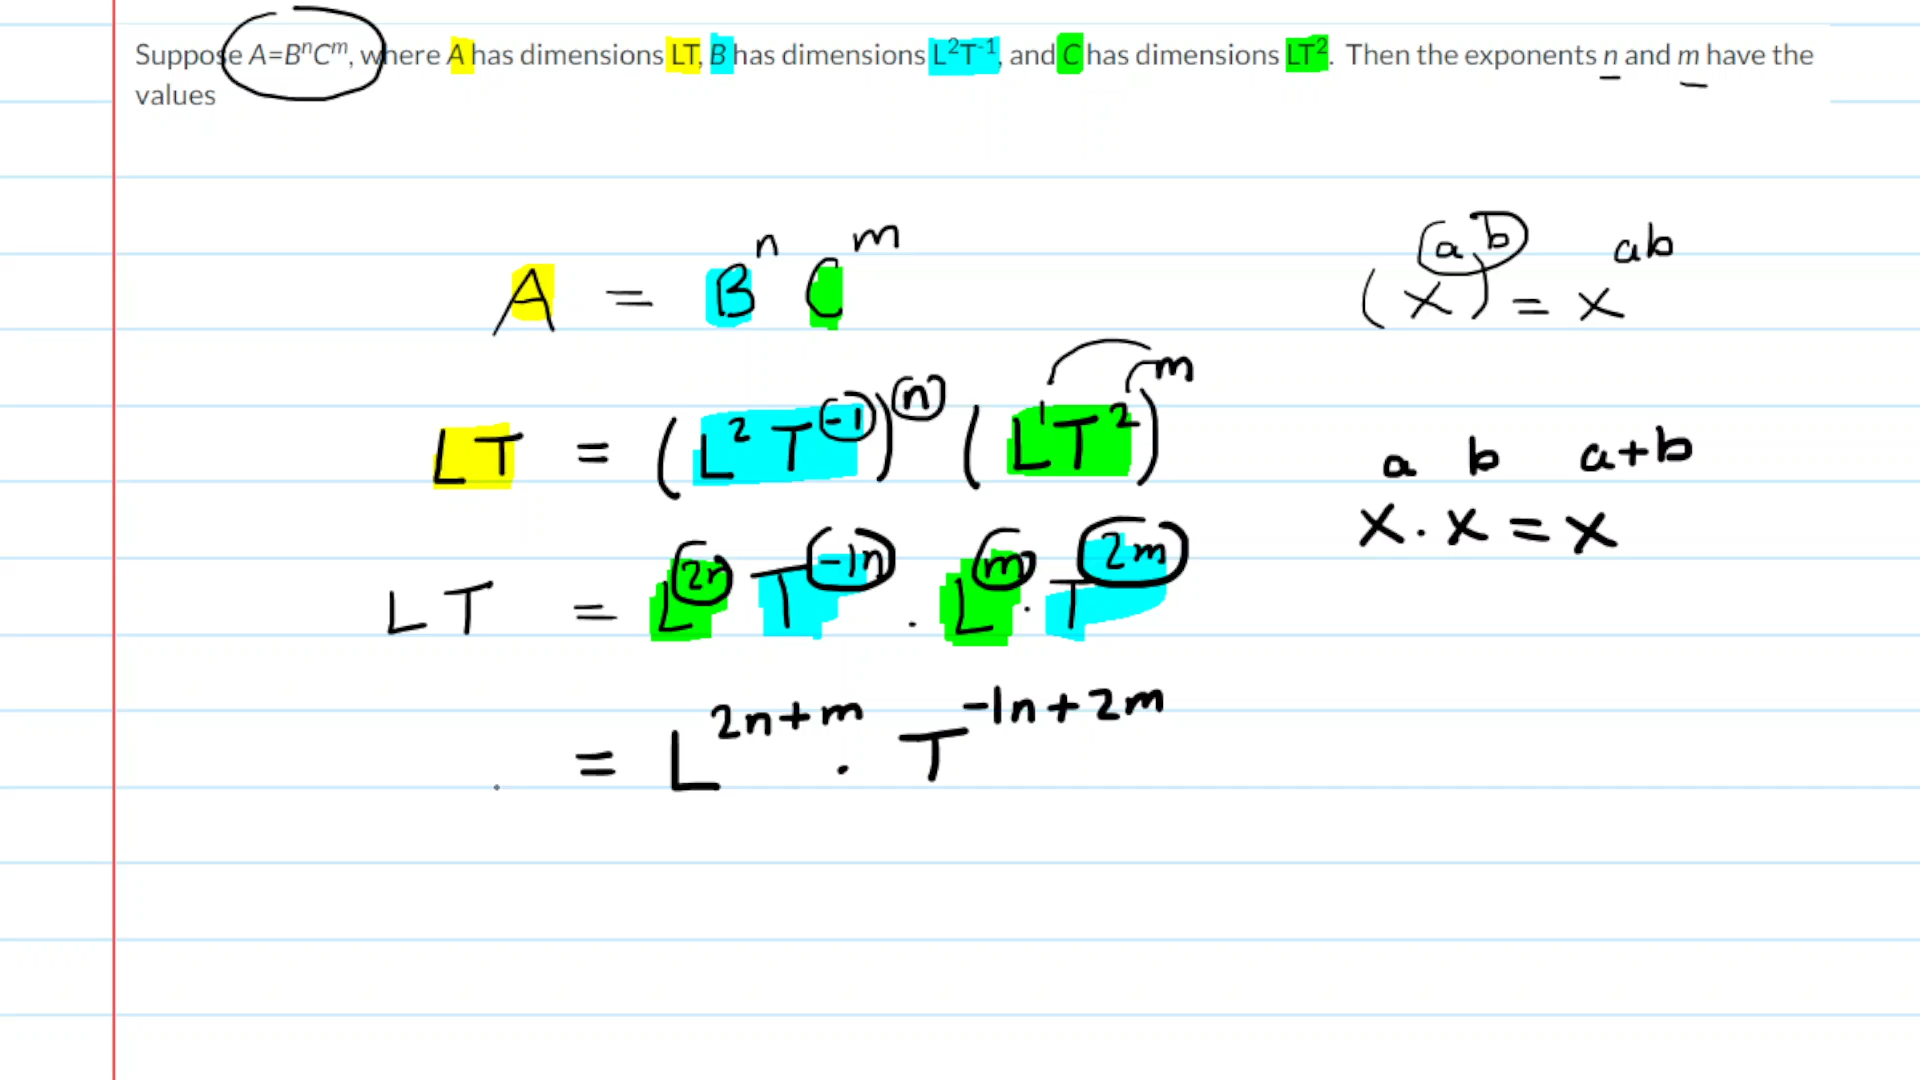 Suppose A=BⁿCᵐ, where A has dimensions LT, B has dimensions L²T⁻¹, and C has dimensions LT². Then the exponents n and m have the
values
A = Bⁿ Cᵐ
(xᵃ)ᵇ = xᵃᵇ
LT = (L²T⁻¹)ⁿ (L¹T²)ᵐ
xᵃ · xᵇ = xᵃ⁺ᵇ
LT = L²ⁿ T⁻¹ⁿ · Lᵐ · T²ᵐ
= L²ⁿ⁺ᵐ · T⁻¹ⁿ⁺²ᵐ